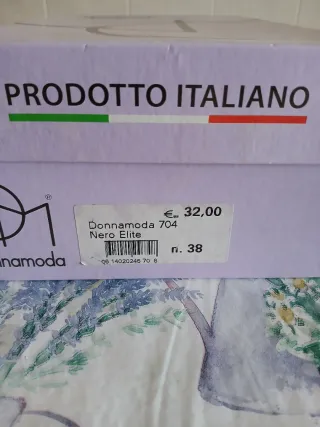 PRODOTTO ITALIANO
€ 32,00
Donnamoda 704
Nero Elite
n. 38
nnamoda